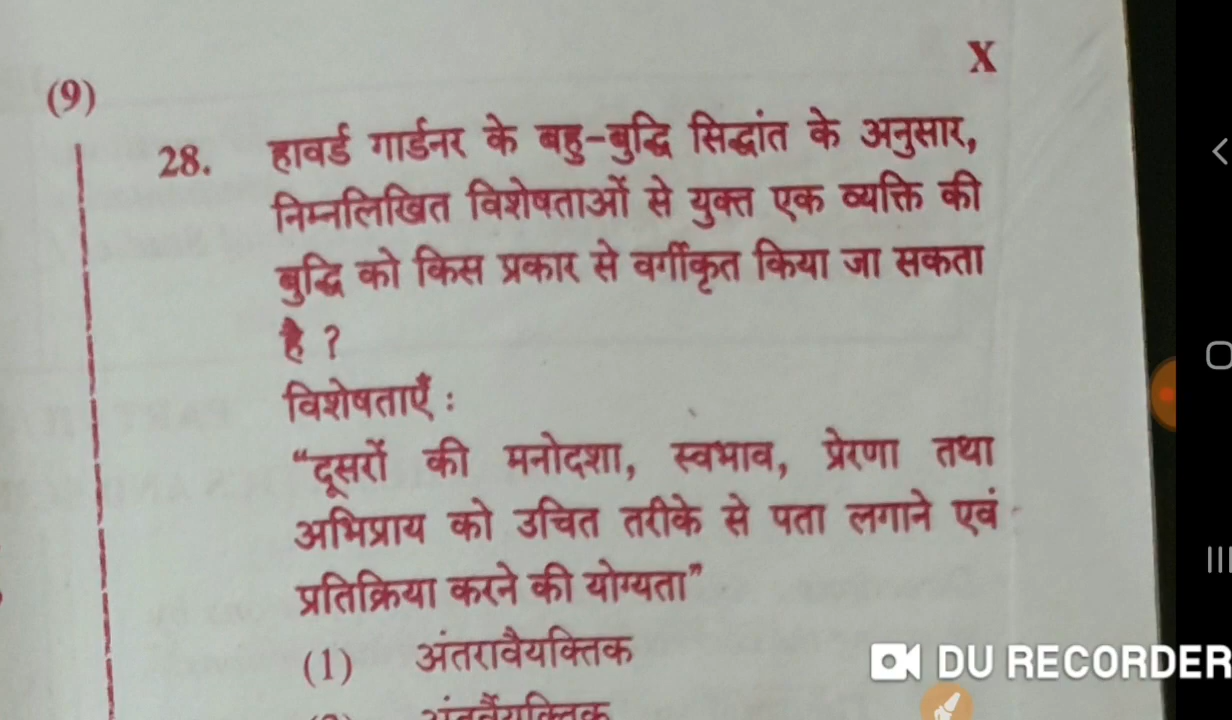 X
(9)
28. हावर्ड गार्डनर के बहु-बुद्धि सिद्धांत के अनुसार,
निम्नलिखित विशेषताओं से युक्त एक व्यक्ति की
बुद्धि को किस प्रकार से वर्गीकृत किया जा सकता
है ?
विशेषताएँ :
“दूसरों की मनोदशा, स्वभाव, प्रेरणा तथा
अभिप्राय को उचित तरीके से पता लगाने एवं
प्रतिक्रिया करने की योग्यता”
(1) अंतरावैयक्तिक
DU RECORDER